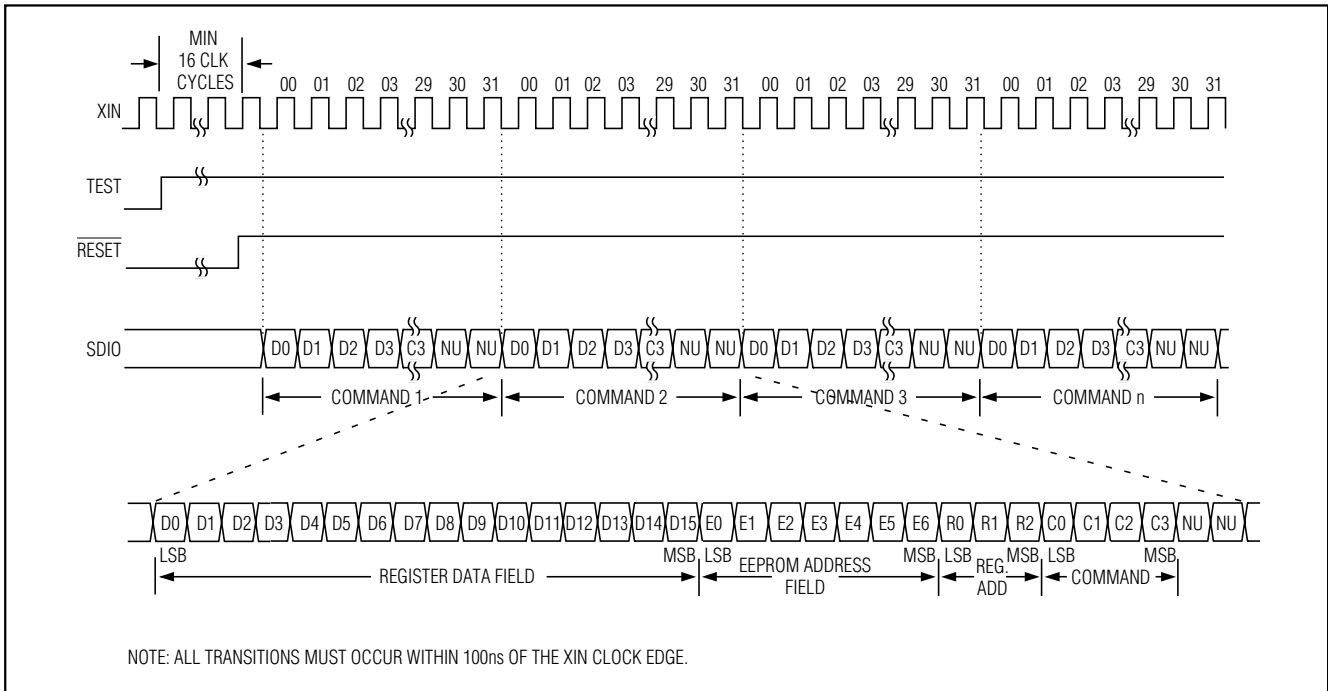 MIN
16 CLK
CYCLES
00 01 02 03 29 30 31 00 01 02 03 29 30 31 00 01 02 03 29 30 31 00 01 02 03 29 30 31
XIN
TEST
RESET
SDIO D0 D1 D2 D3 C3 NU NU D0 D1 D2 D3 C3 NU NU D0 D1 D2 D3 C3 NU NU D0 D1 D2 D3 C3 NU NU
COMMAND 1 COMMAND 2 COMMAND 3 COMMAND n
D0 D1 D2 D3 D4 D5 D6 D7 D8 D9 D10 D11 D12 D13 D14 D15 E0 E1 E2 E3 E4 E5 E6 R0 R1 R2 C0 C1 C2 C3 NU NU
LSB MSB LSB MSB LSB MSB LSB MSB
REGISTER DATA FIELD EEPROM ADDRESS FIELD REG. ADD COMMAND
NOTE: ALL TRANSITIONS MUST OCCUR WITHIN 100ns OF THE XIN CLOCK EDGE.